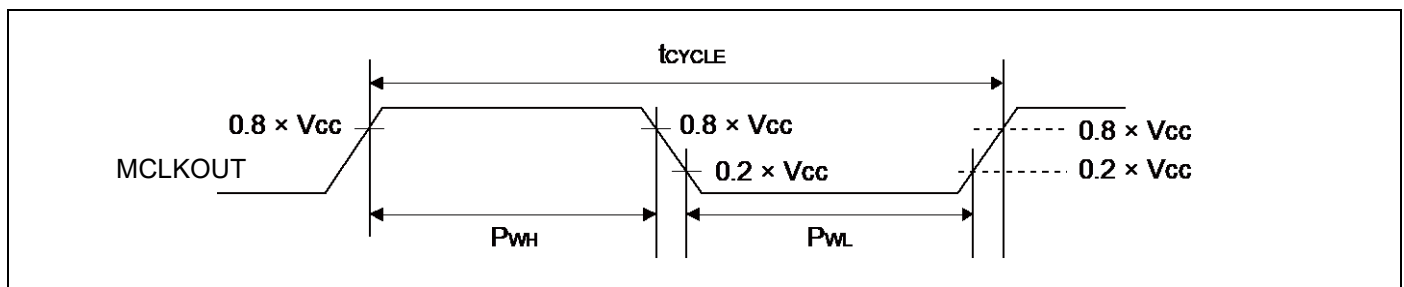 tCYCLE
0.8 × Vcc
0.8 × Vcc
0.8 × Vcc
MCLKOUT
0.2 × Vcc
0.2 × Vcc
PWH
PWL